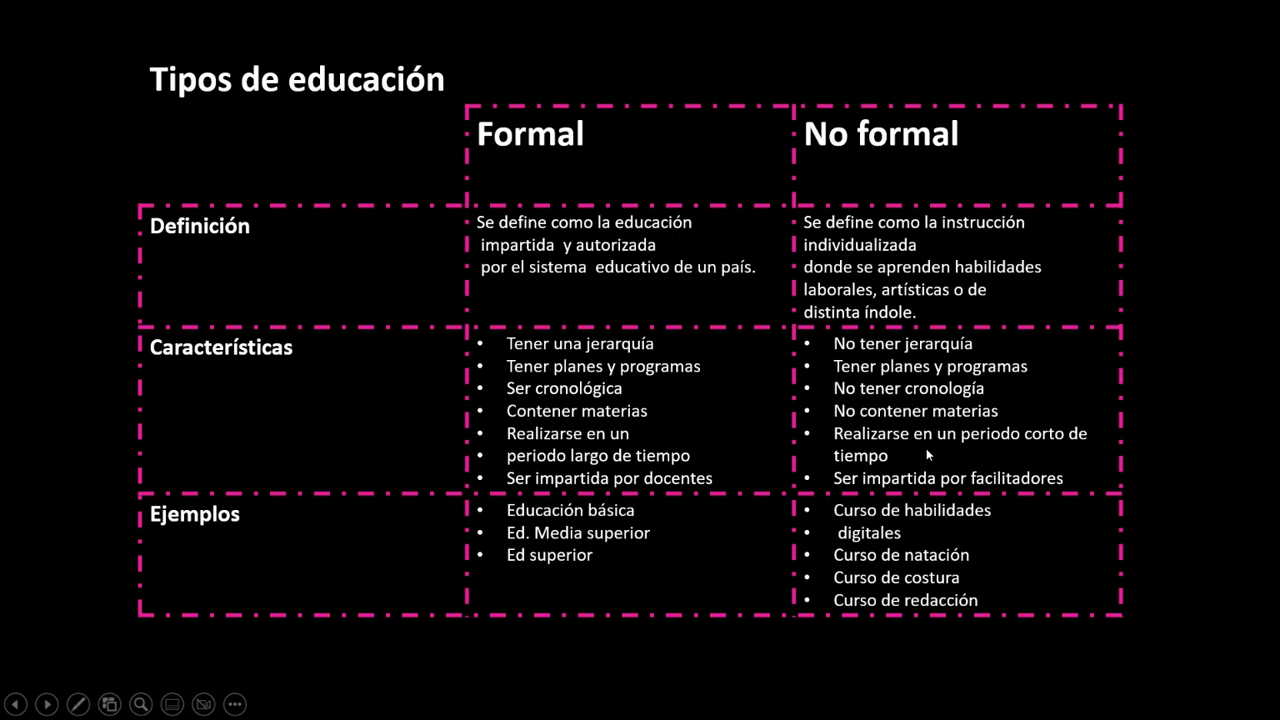 Tipos de educación
Formal
No formal
Definición
Se define como la educación
impartida y autorizada
por el sistema educativo de un país.
Se define como la instrucción
individualizada
donde se aprenden habilidades
laborales, artísticas o de
distinta índole.
Características
• Tener una jerarquía
• Tener planes y programas
• Ser cronológica
• Contener materias
• Realizarse en un
• periodo largo de tiempo
• Ser impartida por docentes
• No tener jerarquía
• Tener planes y programas
• No tener cronología
• No contener materias
• Realizarse en un periodo corto de
tiempo
• Ser impartida por facilitadores
Ejemplos
• Educación básica
• Ed. Media superior
• Ed superior
• Curso de habilidades
• digitales
• Curso de natación
• Curso de costura
• Curso de redacción